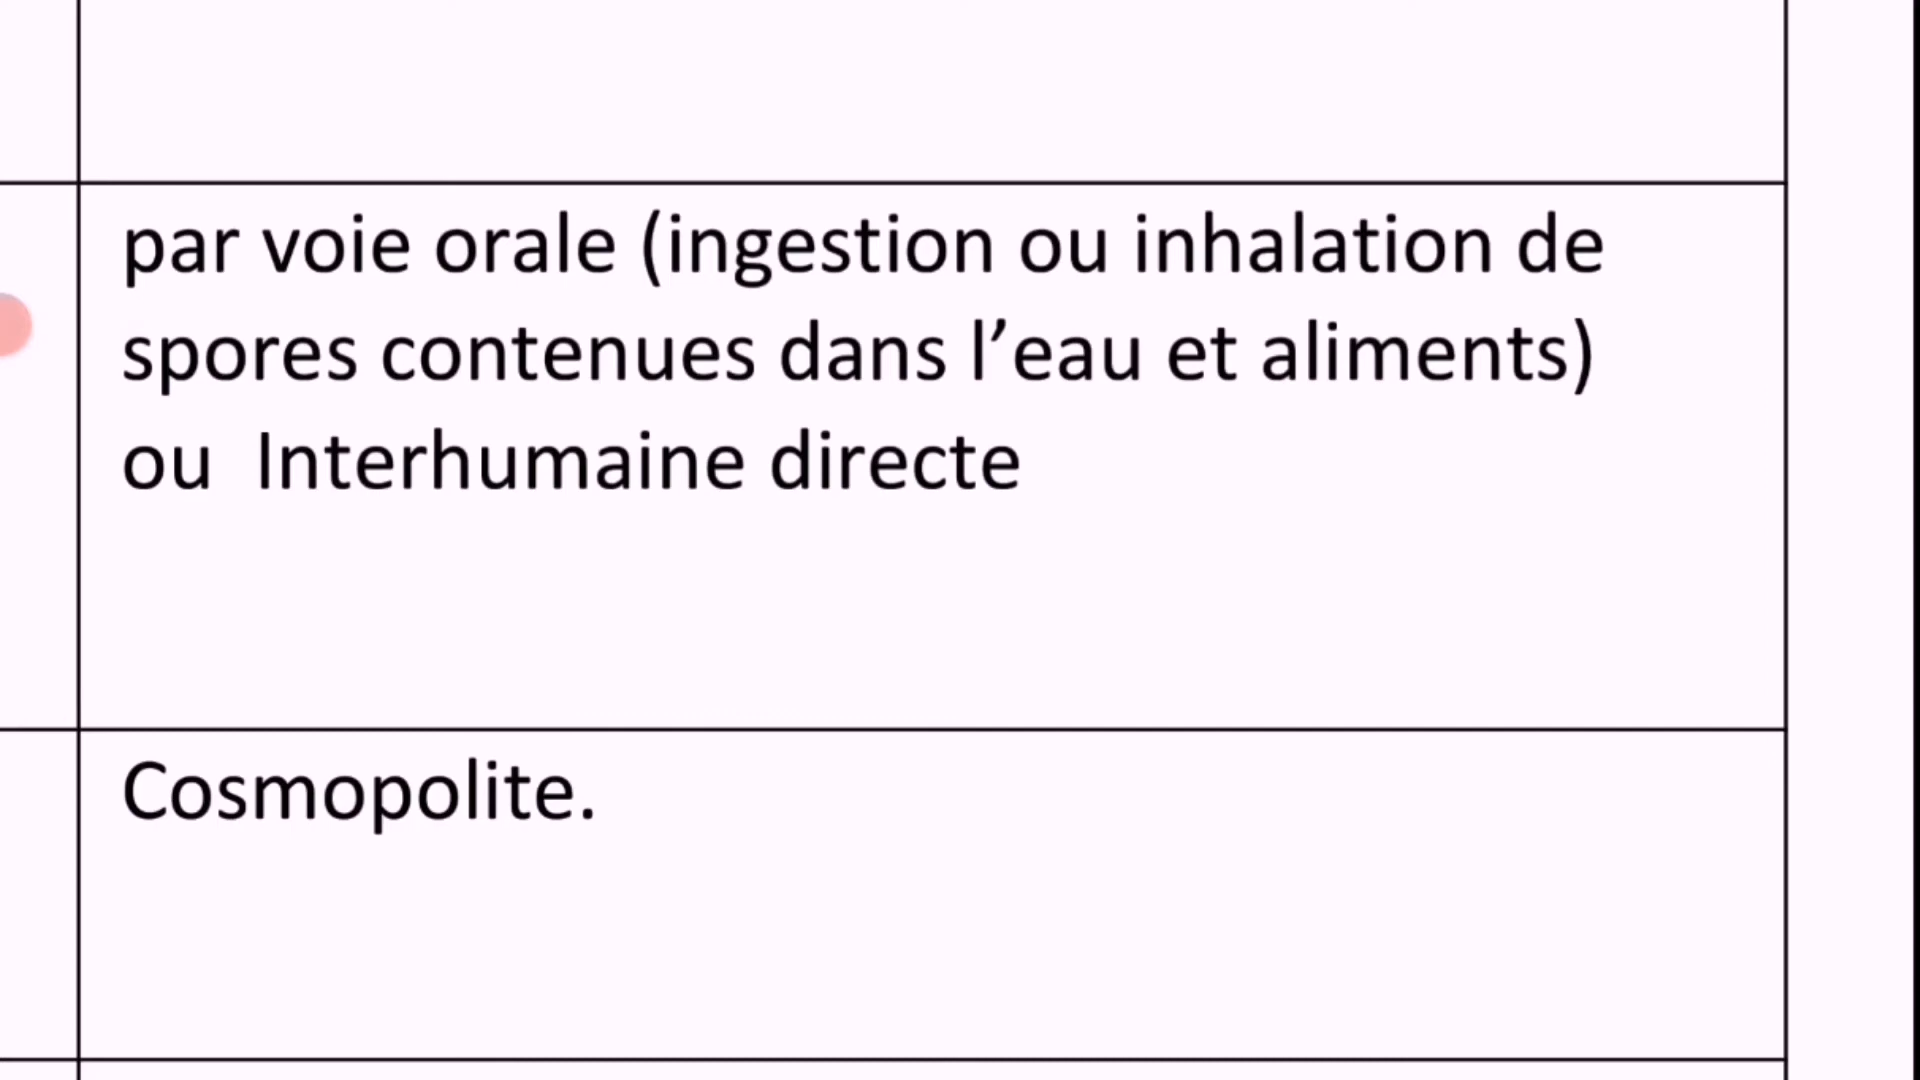 par voie orale (ingestion ou inhalation de
spores contenues dans l’eau et aliments)
ou  Interhumaine directe
Cosmopolite.